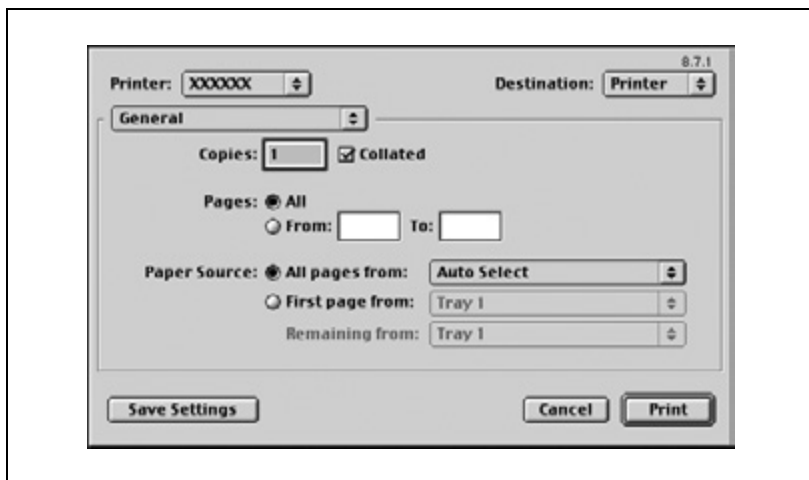 8.7.1
Printer: XXXXXX Destination: Printer
General
Copies: 1 Collated
Pages: All
From: To:
Paper Source: All pages from: Auto Select
First page from: Tray 1
Remaining from: Tray 1
Save Settings Cancel Print